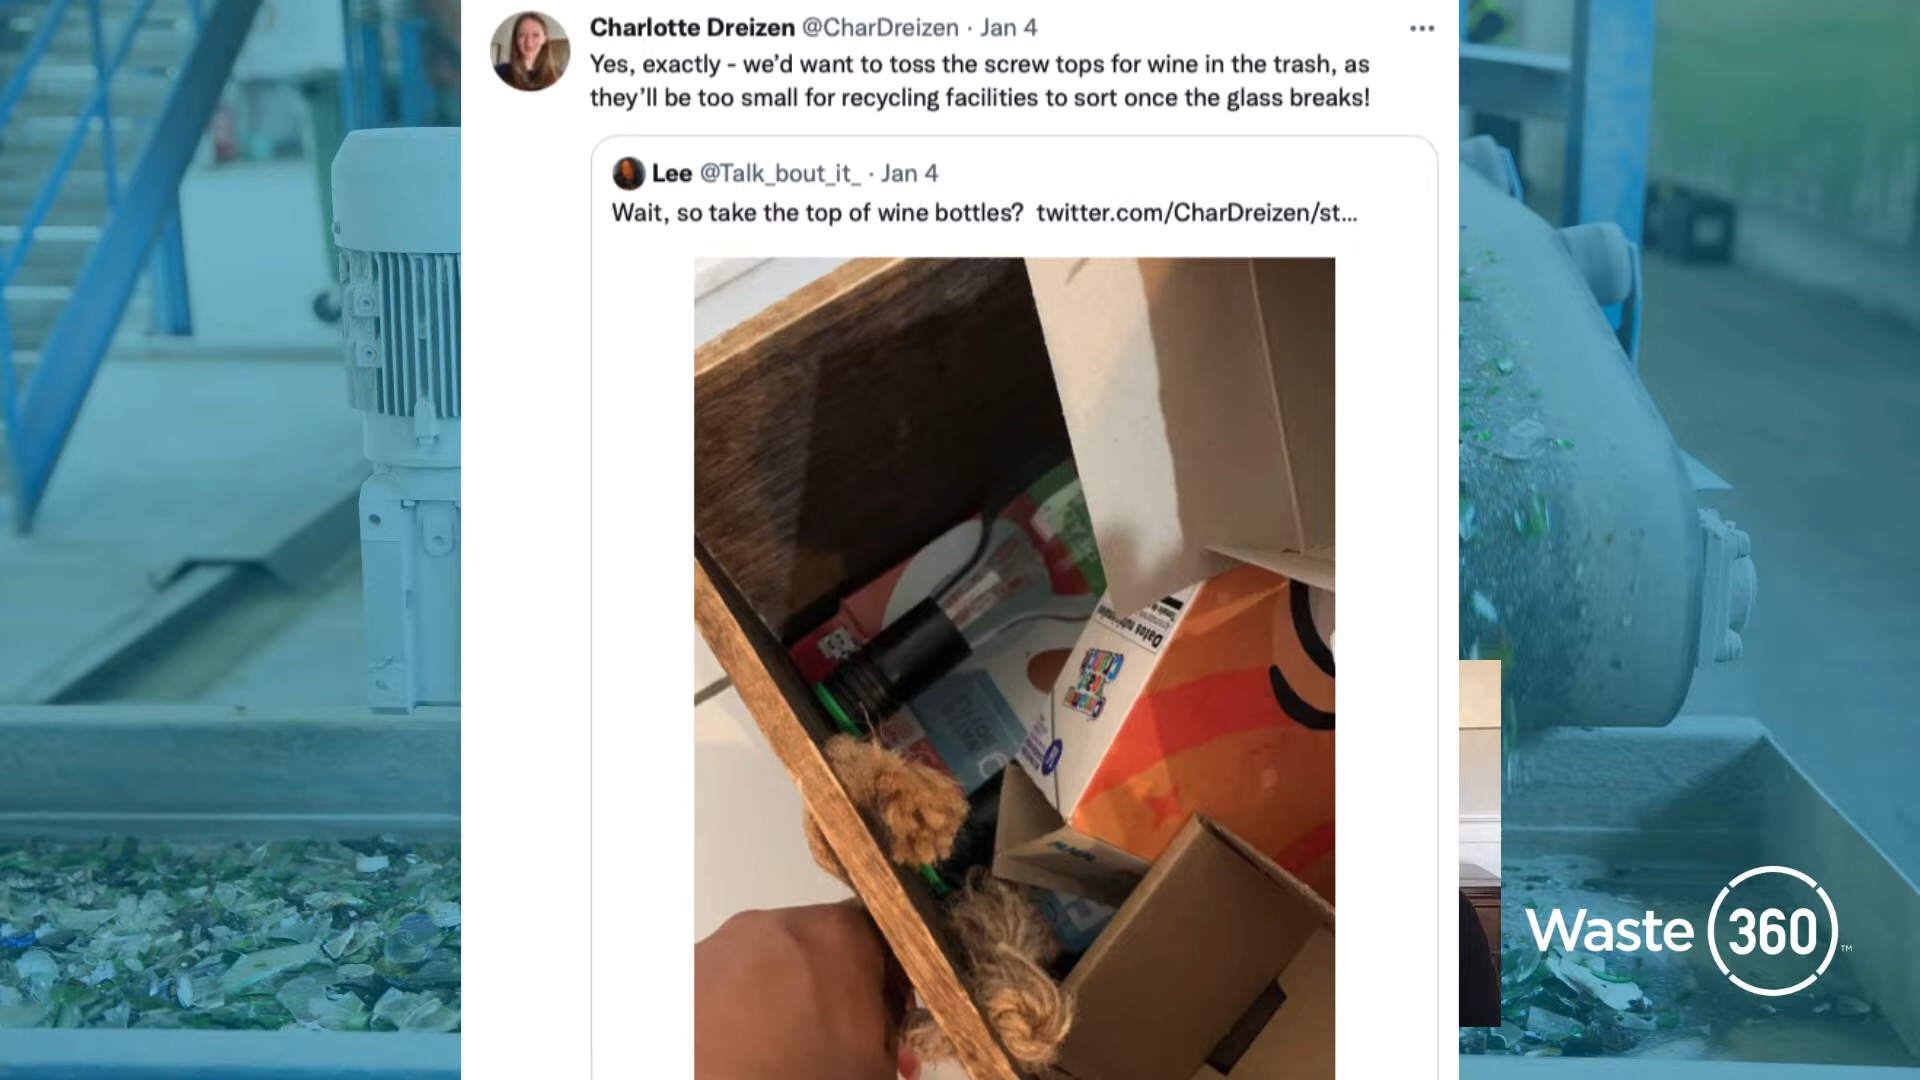 Charlotte Dreizen @CharDreizen · Jan 4
Yes, exactly - we'd want to toss the screw tops for wine in the trash, as
they'll be too small for recycling facilities to sort once the glass breaks!
Lee @Talk_bout_it_ · Jan 4
Wait, so take the top of wine bottles? twitter.com/CharDreizen/st...
Waste 360 ™